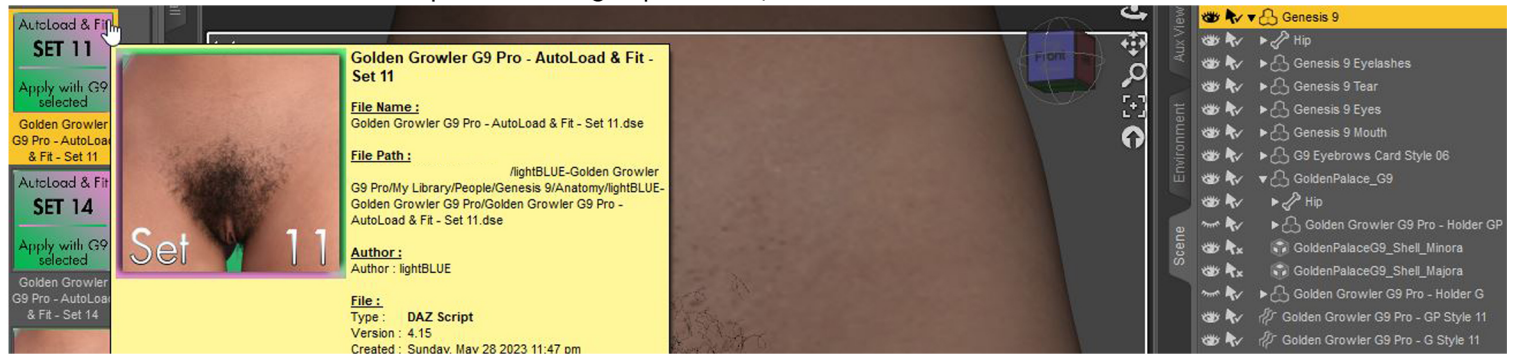 AutoLoad & Fit
SET 11
Apply with G9
selected
Golden Growler
G9 Pro - AutoLoa
& Fit - Set 11
AutoLoad & Fit
SET 14
Apply with G9
selected
Golden Growler
G9 Pro - AutoLoa
& Fit - Set 14
Set 11
Golden Growler G9 Pro - AutoLoad & Fit -
Set 11
File Name :
Golden Growler G9 Pro - AutoLoad & Fit - Set 11.dse
File Path :
/lightBLUE-Golden Growler
G9 Pro/My Library/People/Genesis 9/Anatomy/lightBLUE-
Golden Growler G9 Pro/Golden Growler G9 Pro -
AutoLoad & Fit - Set 11.dse
Author :
Author : lightBLUE
File :
Type : DAZ Script
Version : 4.15
Created : Sunday, May 28 2023 11:47 pm
Front
Aux View
Environment
Scene
Genesis 9
Hip
Genesis 9 Eyelashes
Genesis 9 Tear
Genesis 9 Eyes
Genesis 9 Mouth
G9 Eyebrows Card Style 06
GoldenPalace_G9
Hip
Golden Growler G9 Pro - Holder GP
GoldenPalaceG9_Shell_Minora
GoldenPalaceG9_Shell_Majora
Golden Growler G9 Pro - Holder G
Golden Growler G9 Pro - GP Style 11
Golden Growler G9 Pro - G Style 11